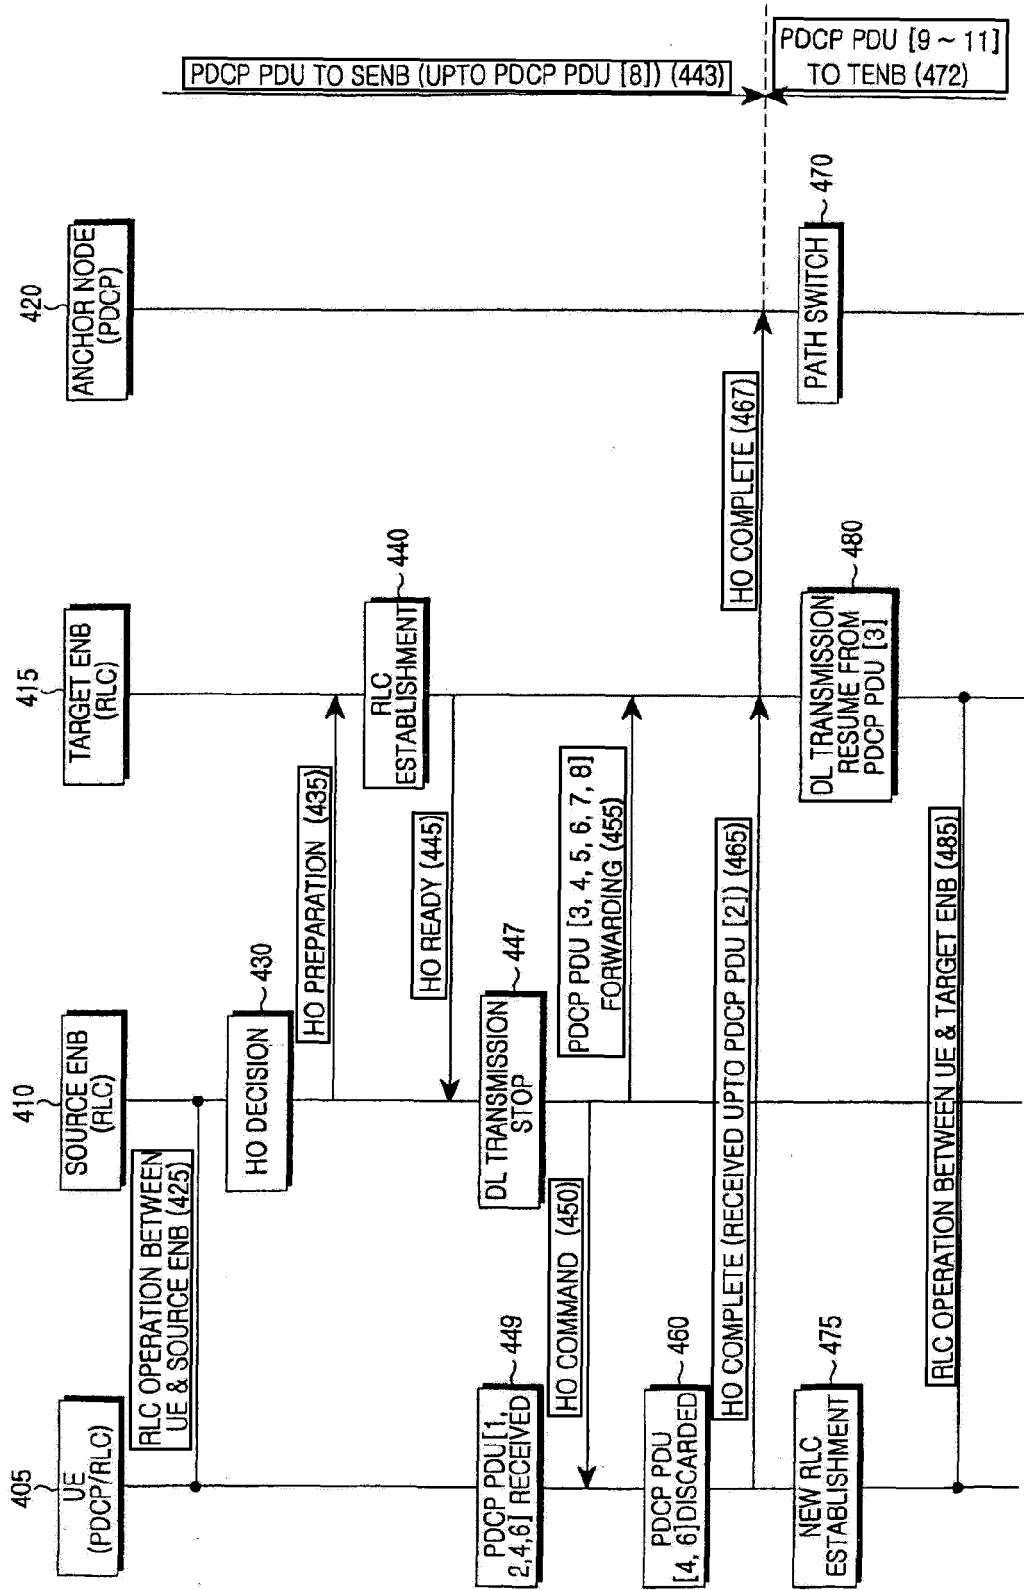 405
UE
(PDCP/RLC)
410
SOURCE ENB
(RLC)
415
TARGET ENB
(RLC)
420
ANCHOR NODE
(PDCP)
RLC OPERATION BETWEEN
UE & SOURCE ENB (425)
PDCP PDU TO SENB (UPTO PDCP PDU [8]) (443)
HO DECISION
430
HO PREPARATION (435)
RLC
ESTABLISHMENT
440
HO READY (445)
PDCP PDU[1,
2,4,6] RECEIVED
449
DL TRANSMISSION
STOP
447
HO COMMAND (450)
PDCP PDU [3, 4, 5, 6, 7, 8]
FORWARDING (455)
PDCP PDU
[4, 6]DISCARDED
460
HO COMPLETE (RECEIVED UPTO PDCP PDU [2]) (465)
HO COMPLETE (467)
PDCP PDU [9 ~ 11]
TO TENB (472)
NEW RLC
ESTABLISHMENT
475
DL TRANSMISSION
RESUME FROM
PDCP PDU [3]
480
PATH SWITCH
470
RLC OPERATION BETWEEN UE & TARGET ENB (485)